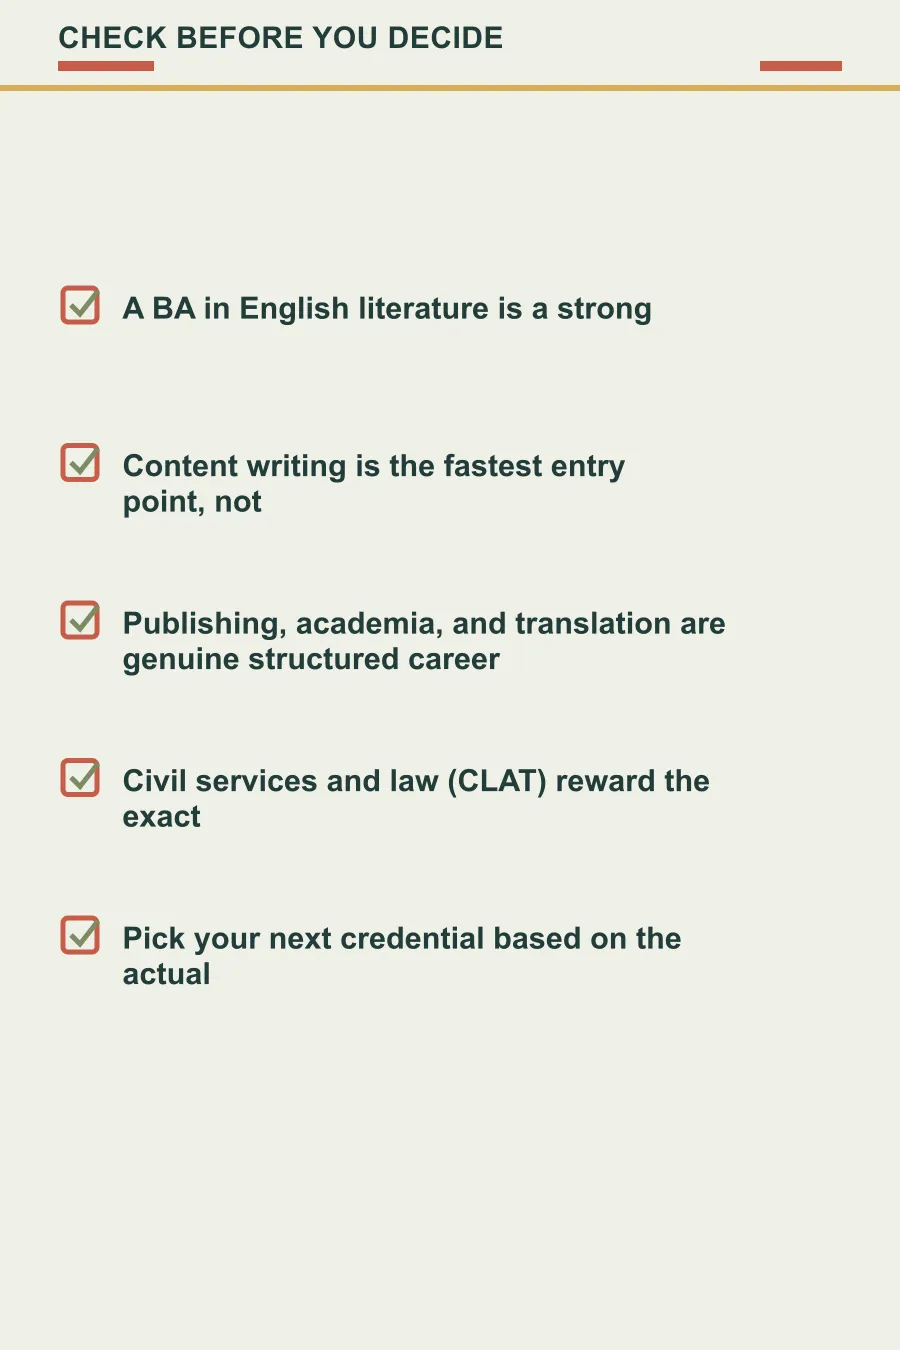 CHECK BEFORE YOU DECIDE
A BA in English literature is a strong
Content writing is the fastest entry
point, not
Publishing, academia, and translation are
genuine structured career
Civil services and law (CLAT) reward the
exact
Pick your next credential based on the
actual